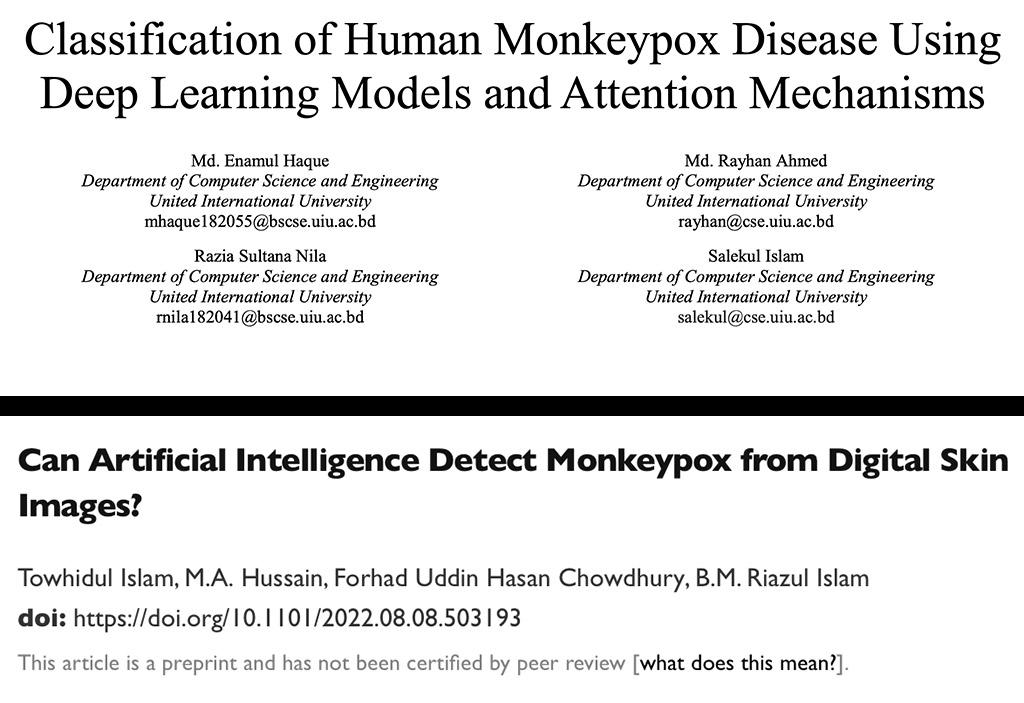 Classification of Human Monkeypox Disease Using
Deep Learning Models and Attention Mechanisms
Md. Enamul Haque
Department of Computer Science and Engineering
United International University
mhaque182055@bscse.uiu.ac.bd
Md. Rayhan Ahmed
Department of Computer Science and Engineering
United International University
rayhan@cse.uiu.ac.bd
Razia Sultana Nila
Department of Computer Science and Engineering
United International University
rnila182041@bscse.uiu.ac.bd
Salekul Islam
Department of Computer Science and Engineering
United International University
salekul@cse.uiu.ac.bd
Can Artificial Intelligence Detect Monkeypox from Digital Skin
Images?
Towhidul Islam, M.A. Hussain, Forhad Uddin Hasan Chowdhury, B.M. Riazul Islam
doi: https://doi.org/10.1101/2022.08.08.503193
This article is a preprint and has not been certified by peer review [what does this mean?].